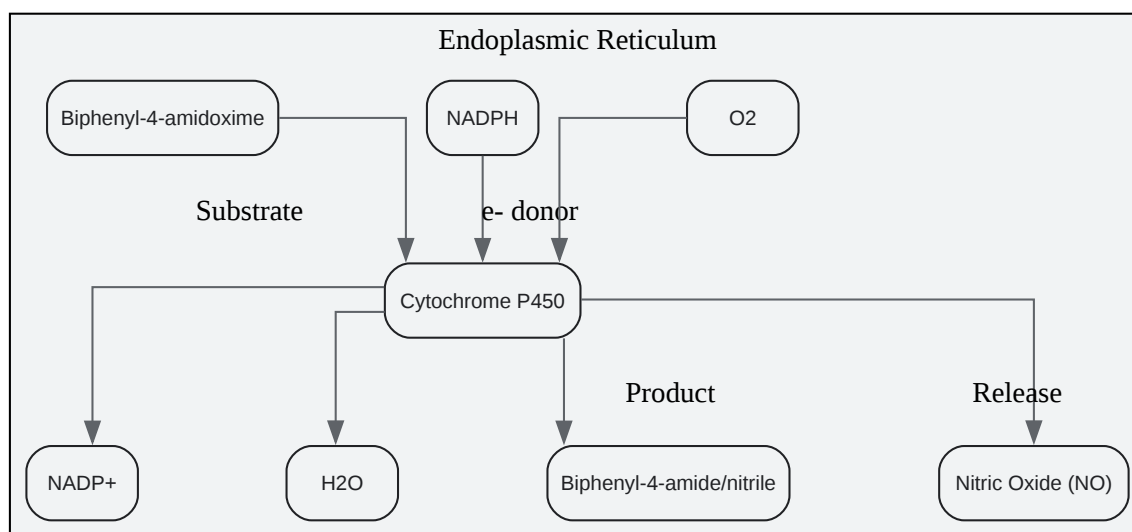 Endoplasmic Reticulum
Biphenyl-4-amidoxime
NADPH
O2
Substrate
e- donor
Cytochrome P450
Product
Release
NADP+
H2O
Biphenyl-4-amide/nitrile
Nitric Oxide (NO)